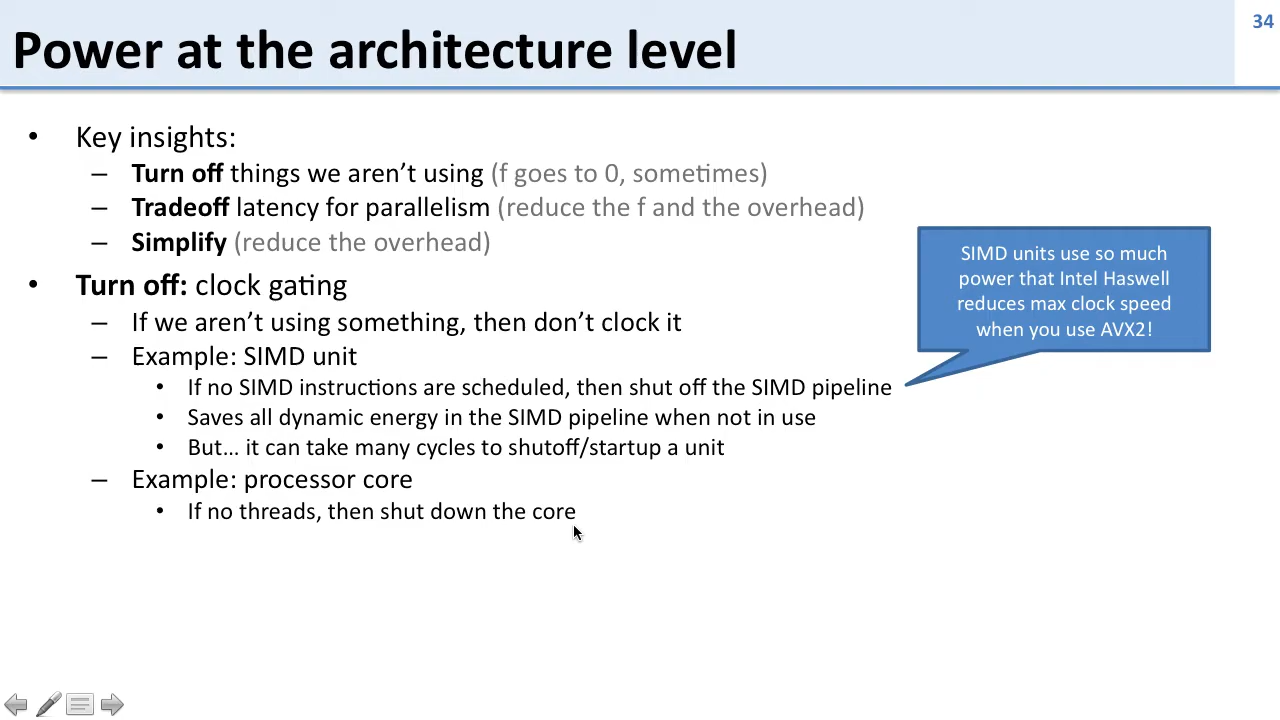 34
Power at the architecture level
• Key insights:
– Turn off things we aren’t using (f goes to 0, sometimes)
– Tradeoff latency for parallelism (reduce the f and the overhead)
– Simplify (reduce the overhead)
• Turn off: clock gating
– If we aren’t using something, then don’t clock it
– Example: SIMD unit
• If no SIMD instructions are scheduled, then shut off the SIMD pipeline
• Saves all dynamic energy in the SIMD pipeline when not in use
• But… it can take many cycles to shutoff/startup a unit
– Example: processor core
• If no threads, then shut down the core
SIMD units use so much
power that Intel Haswell
reduces max clock speed
when you use AVX2!